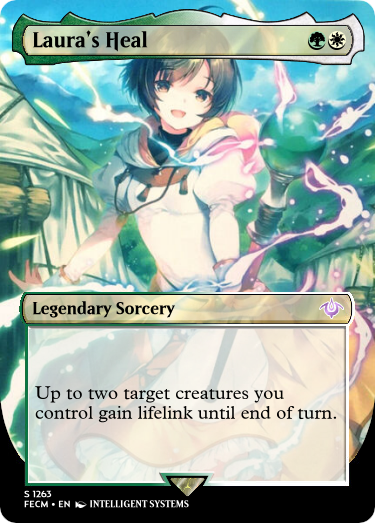 Laura's Heal
Legendary Sorcery
Up to two target creatures you
control gain lifelink until end of turn.
S 1263
FECM • EN INTELLIGENT SYSTEMS